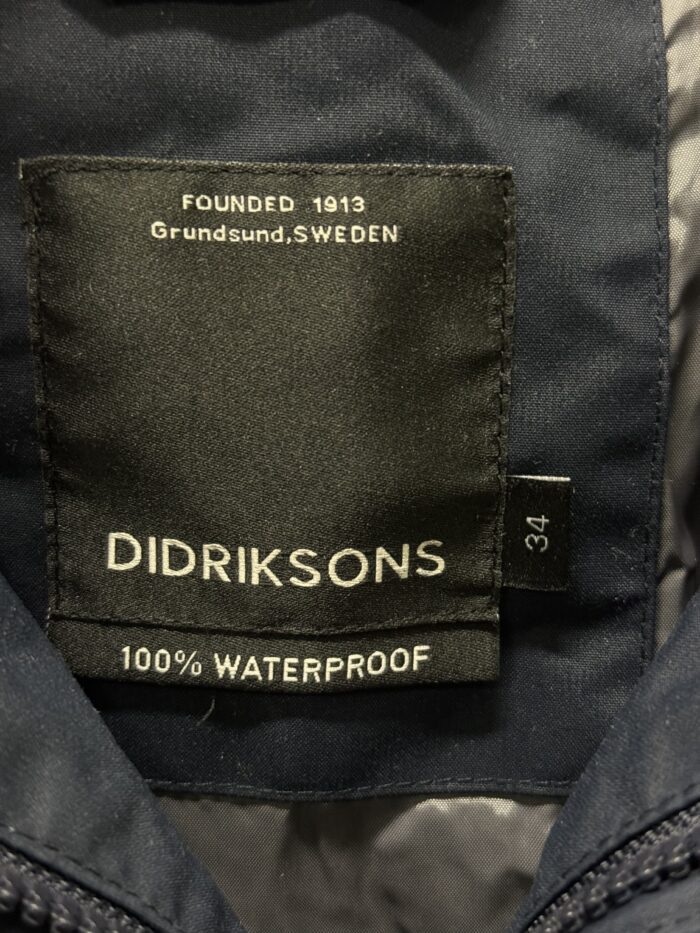 FOUNDED 1913
Grundsund,SWEDEN
DIDRIKSONS
34
100% WATERPROOF